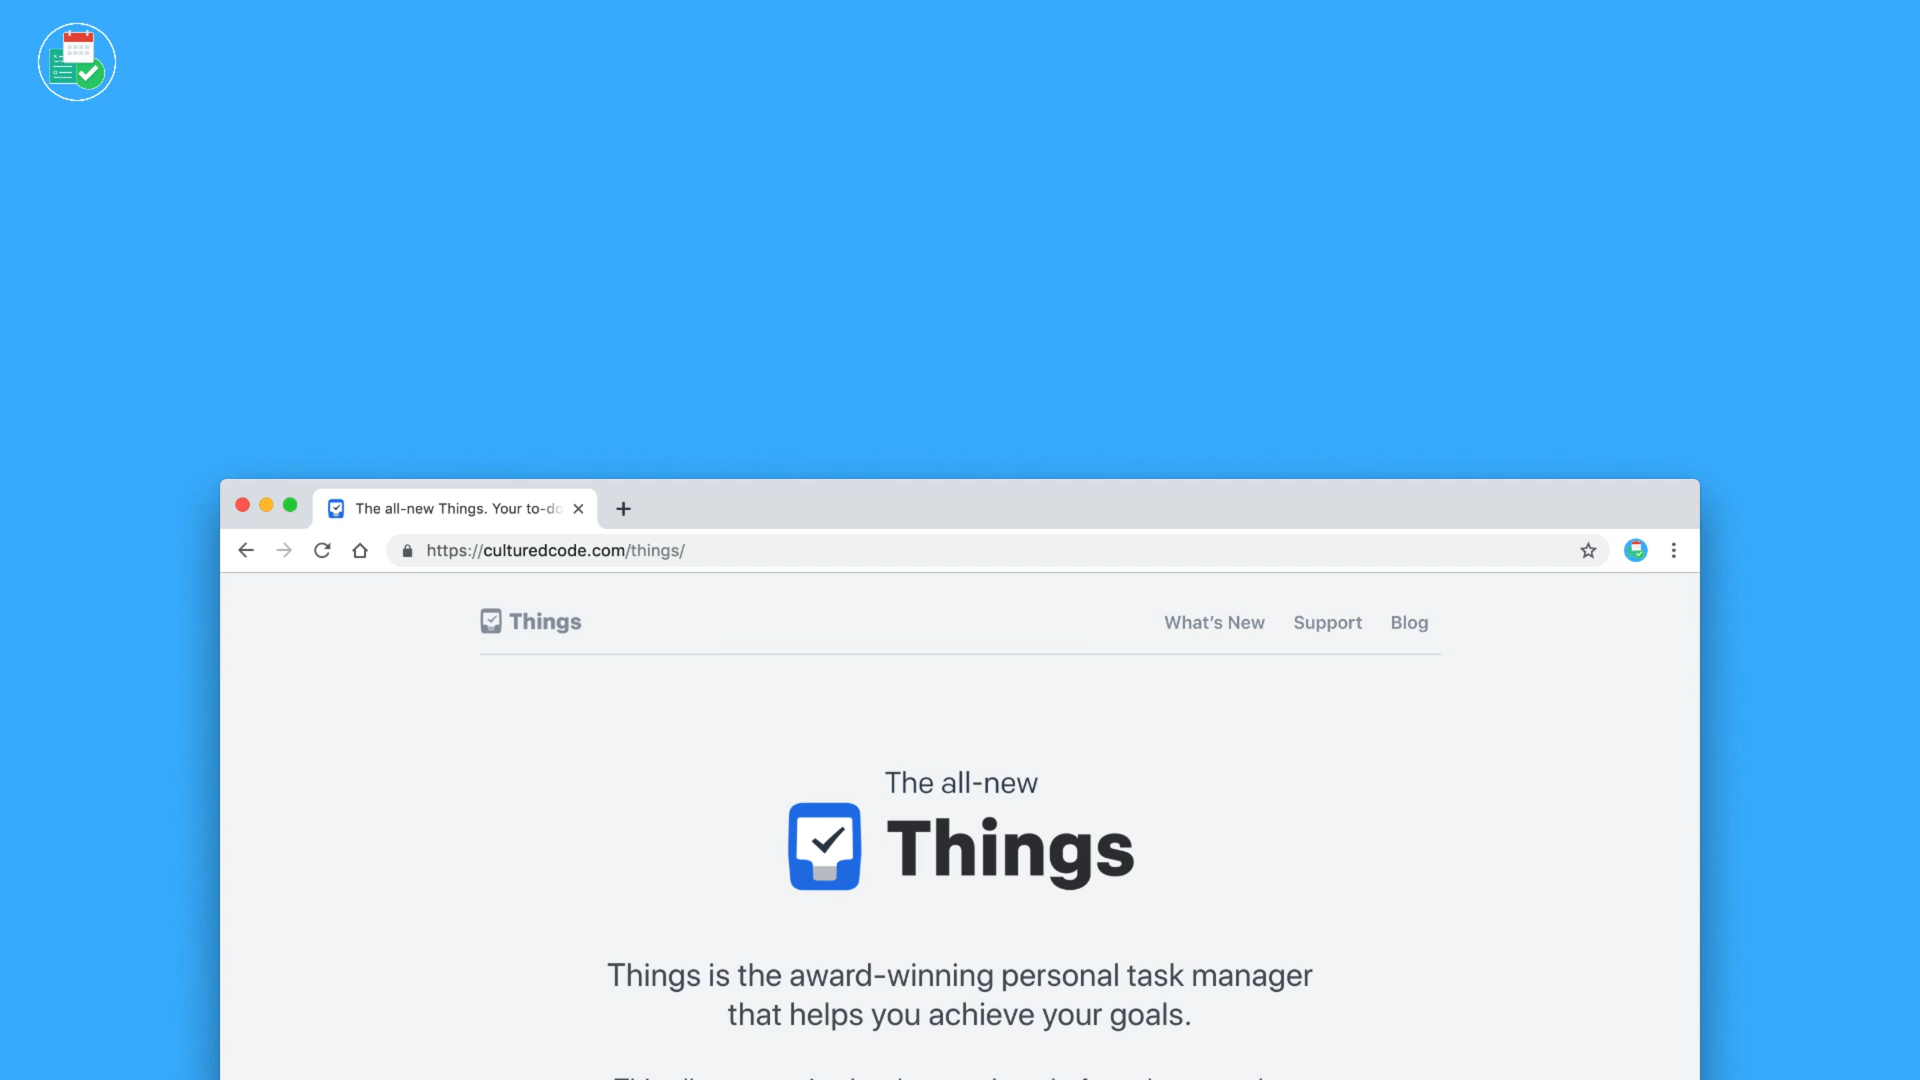 The all-new Things. Your to-do
https://culturedcode.com/things/
Things
What's New
Support
Blog
The all-new
Things
Things is the award-winning personal task manager
that helps you achieve your goals.